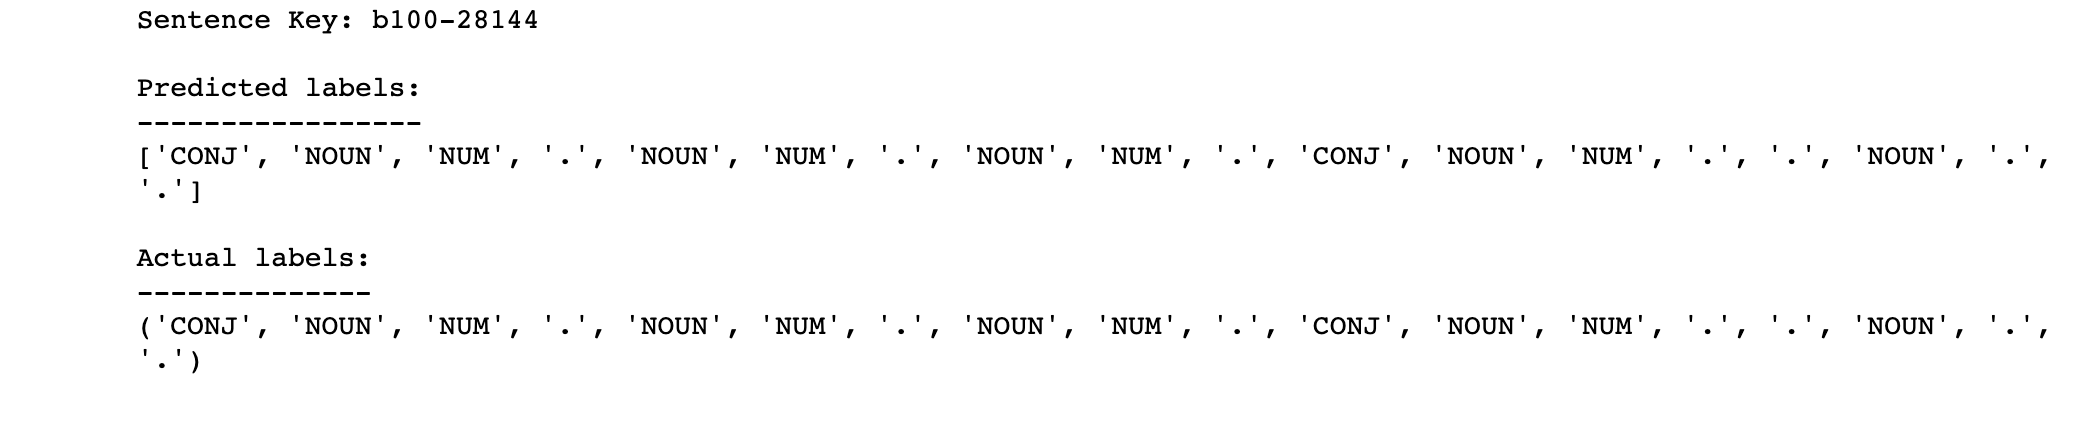 Sentence Key: b100-28144
Predicted labels:
-----------------
['CONJ', 'NOUN', 'NUM', '.', 'NOUN', 'NUM', '.', 'NOUN', 'NUM', '.', 'CONJ', 'NOUN', 'NUM', '.', '.', 'NOUN', '.',
'.']
Actual labels:
--------------
('CONJ', 'NOUN', 'NUM', '.', 'NOUN', 'NUM', '.', 'NOUN', 'NUM', '.', 'CONJ', 'NOUN', 'NUM', '.', '.', 'NOUN', '.',
'.')